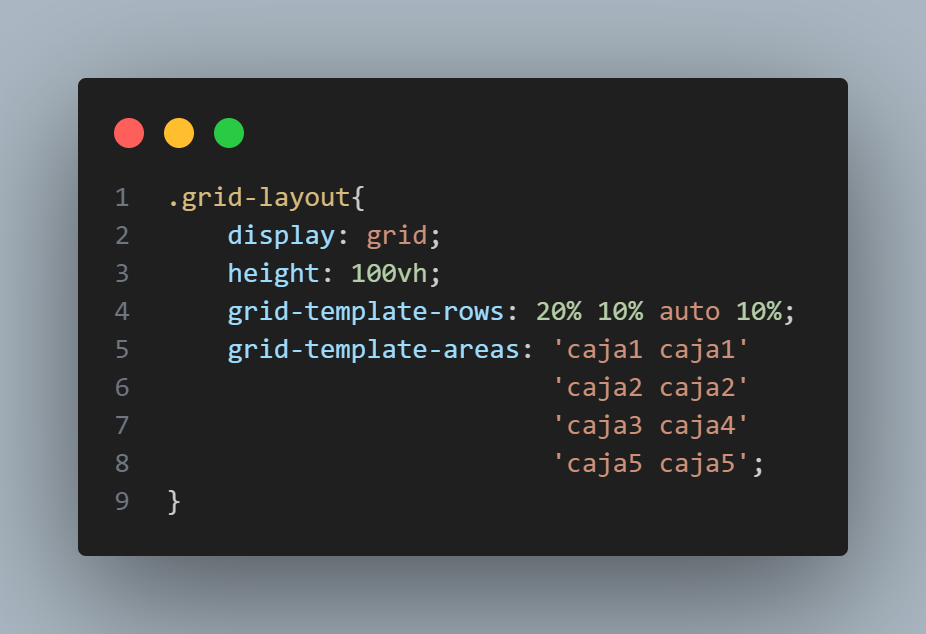 1 .grid-layout{
2     display: grid;
3     height: 100vh;
4     grid-template-rows: 20% 10% auto 10%;
5     grid-template-areas: 'caja1 caja1'
6                          'caja2 caja2'
7                          'caja3 caja4'
8                          'caja5 caja5';
9 }